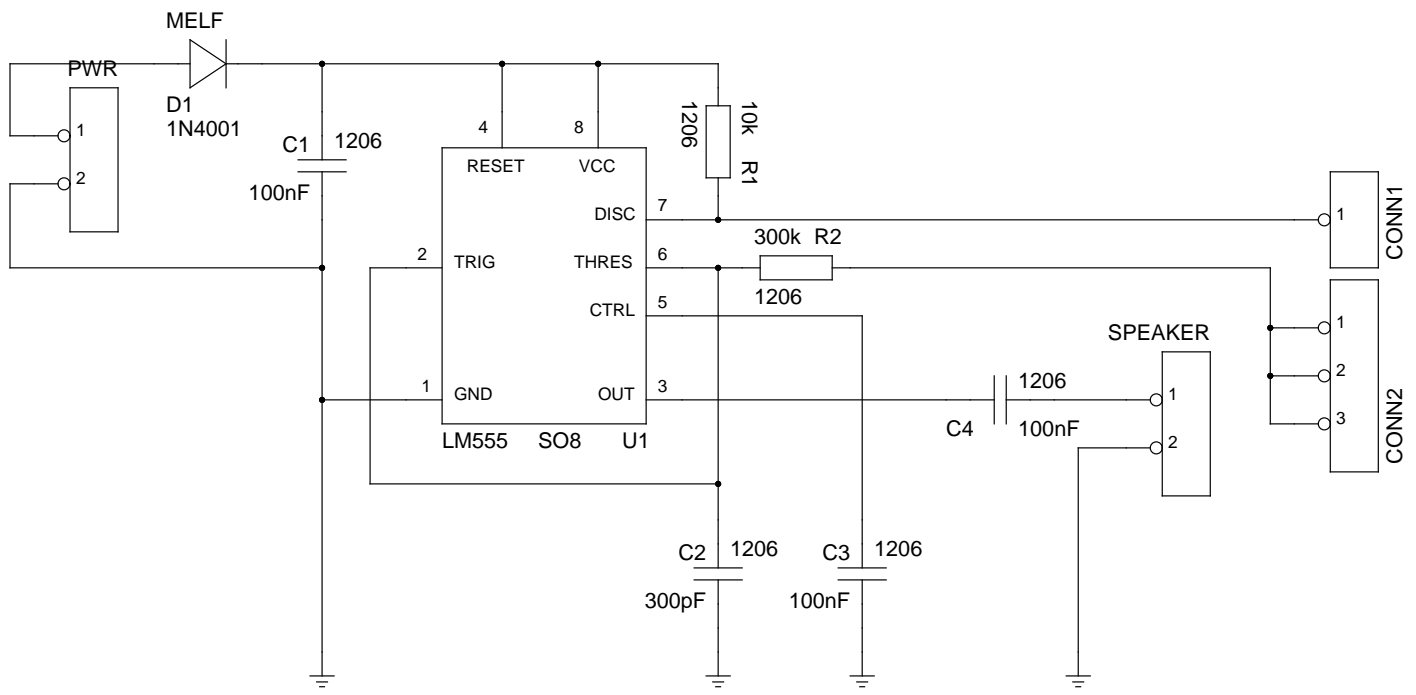 MELF
PWR
D1
1N4001
1
2
C1 1206
100nF
4
8
RESET VCC
1206
10k R1
DISC 7
2 TRIG
THRES 6
300k R2
1206
CTRL 5
1 GND
OUT 3
LM555 SO8 U1
1
CONN1
SPEAKER
1206
C4 100nF
1
2
1
2
3
CONN2
C2 1206
300pF
C3 1206
100nF